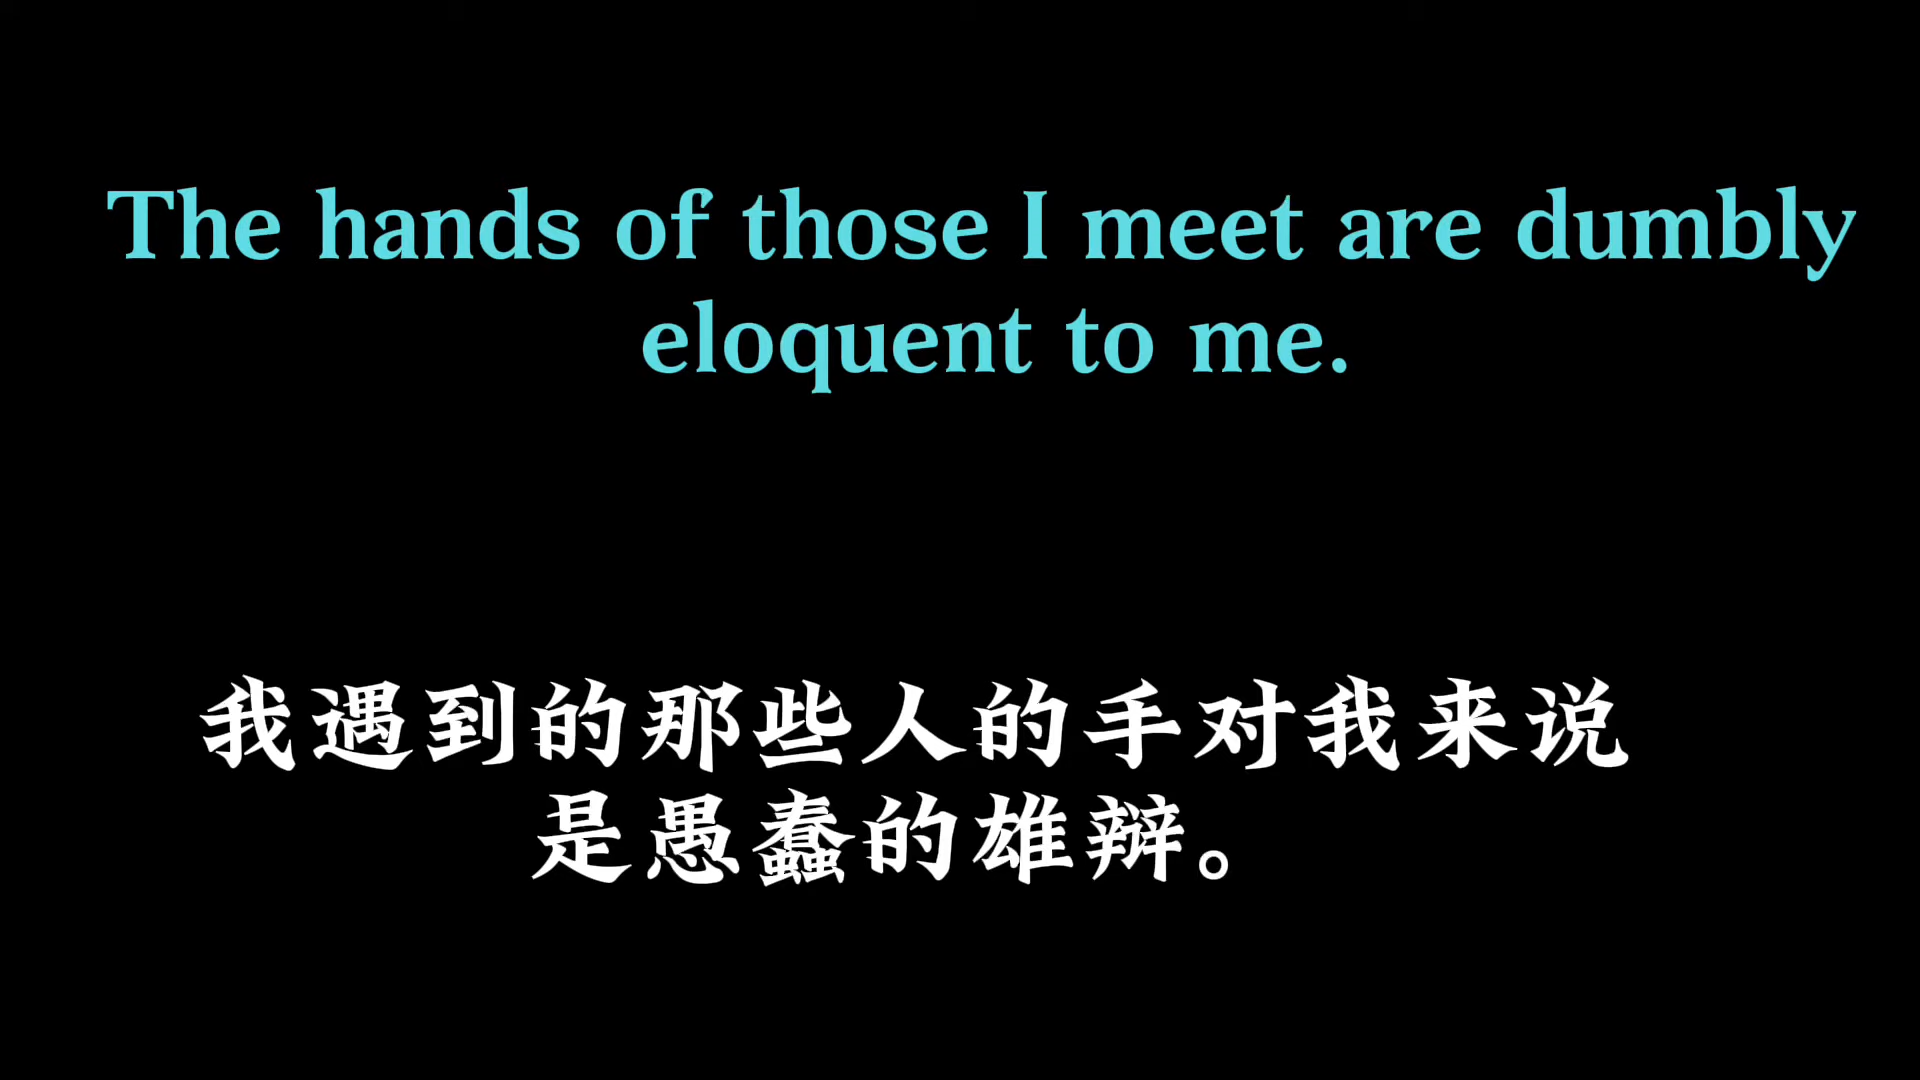 The hands of those I meet are dumbly
eloquent to me.
我遇到的那些人的手对我来说
是愚蠢的雄辩。